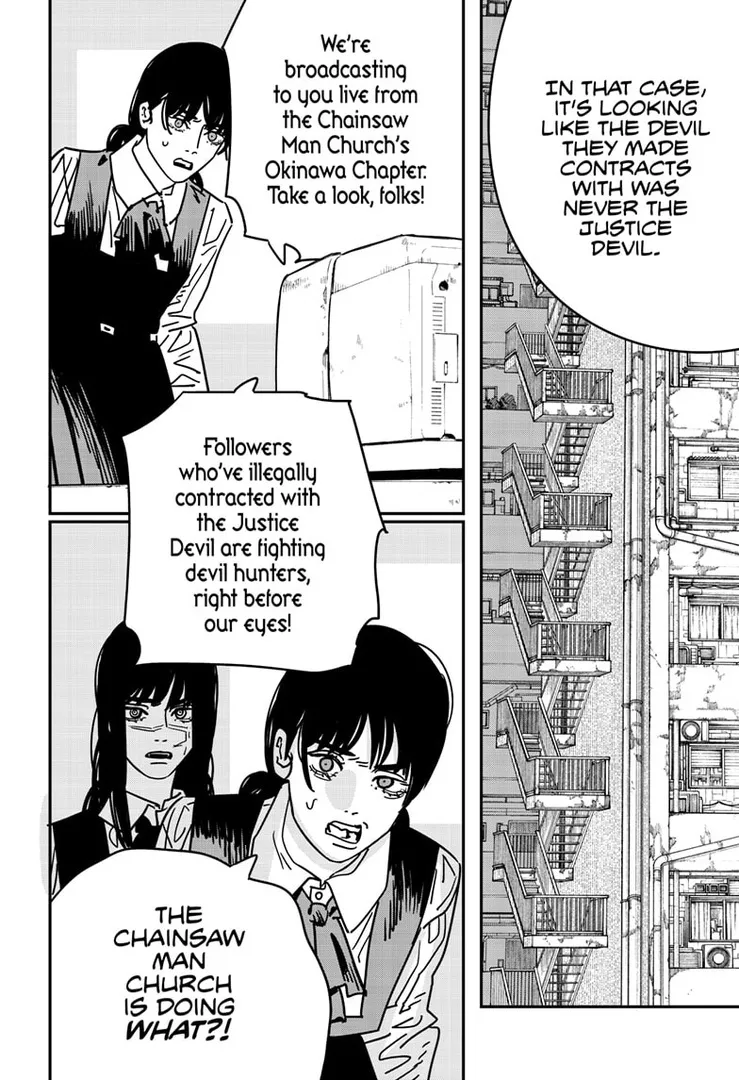 IN THAT CASE,
IT'S LOOKING
LIKE THE DEVIL
THEY MADE
CONTRACTS
WITH WAS
NEVER THE
JUSTICE
DEVIL.
We're
broadcasting
to you live from
the Chainsaw
Man Church's
Okinawa Chapter.
Take a look, folks!
Followers
who've illegally
contracted with
the Justice
Devil are fighting
devil hunters,
right before
our eyes!
THE
CHAINSAW
MAN
CHURCH
IS DOING
WHAT?!